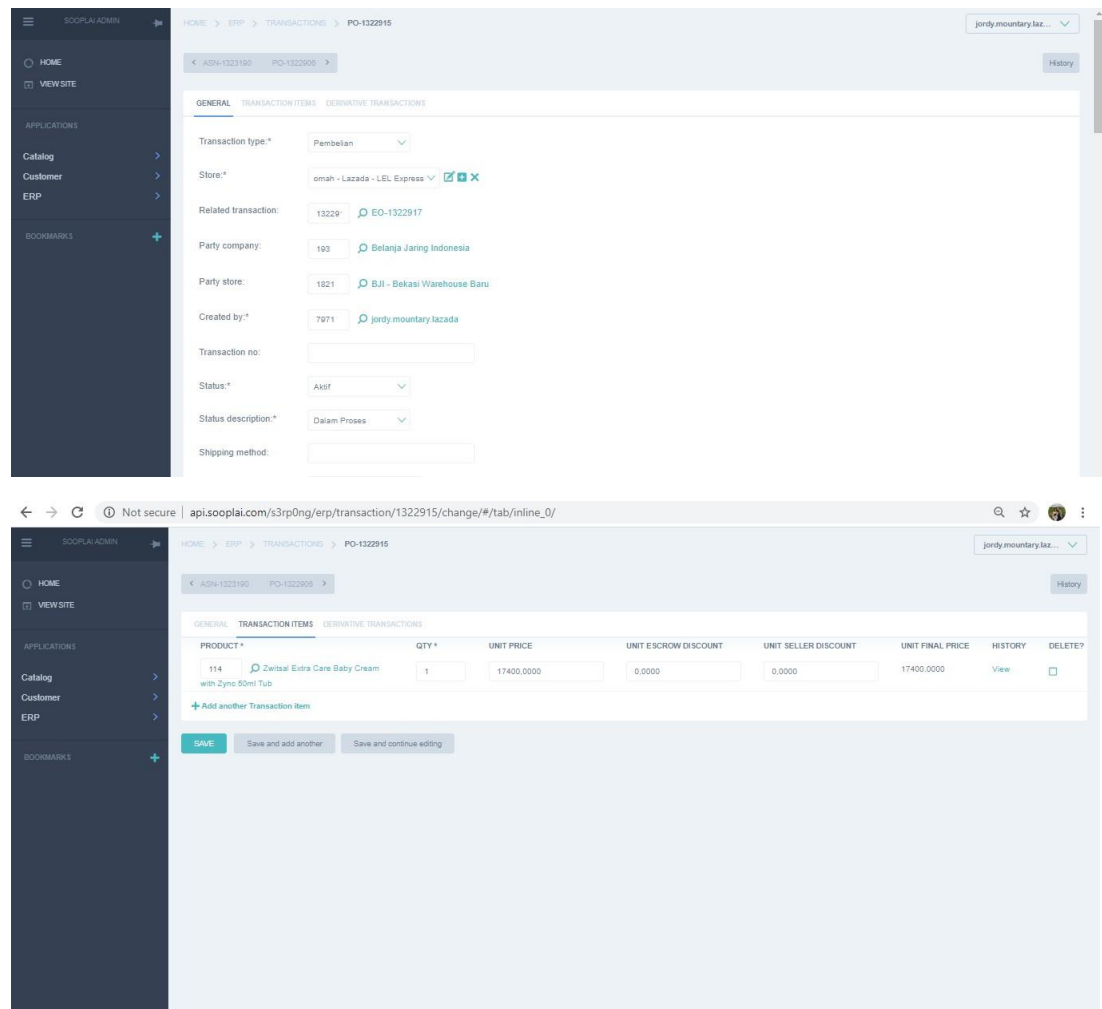 SOOPLAI ADMIN
HOME > ERP > TRANSACTIONS > PO-1322915
jordy.mountary.laz...
HOME
VIEW SITE
< ASN-1323190 PO-1322906 >
History
GENERAL TRANSACTION ITEMS DERIVATIVE TRANSACTIONS
APPLICATIONS
Catalog
Customer
ERP
BOOKMARKS
Transaction type:* Pembelian
Store:* omah - Lazada - LEL Express
Related transaction: 13229 EO-1322917
Party company: 193 Belanja Jaring Indonesia
Party store: 1821 BJI - Bekasi Warehouse Baru
Created by:* 7971 jordy.mountary.lazada
Transaction no:
Status:* Aktif
Status description:* Dalam Proses
Shipping method:
Not secure | api.sooplai.com/s3rp0ng/erp/transaction/1322915/change/#/tab/inline_0/
SOOPLAI ADMIN
HOME > ERP > TRANSACTIONS > PO-1322915
jordy.mountary.laz...
HOME
VIEW SITE
< ASN-1323190 PO-1322906 >
History
GENERAL TRANSACTION ITEMS DERIVATIVE TRANSACTIONS
APPLICATIONS
Catalog
Customer
ERP
BOOKMARKS
PRODUCT * QTY * UNIT PRICE UNIT ESCROW DISCOUNT UNIT SELLER DISCOUNT UNIT FINAL PRICE HISTORY DELETE?
114 Zwitsal Extra Care Baby Cream 1 17400,0000 0,0000 0,0000 17400.0000 View
with Zync 50ml Tub
Add another Transaction item
SAVE Save and add another Save and continue editing